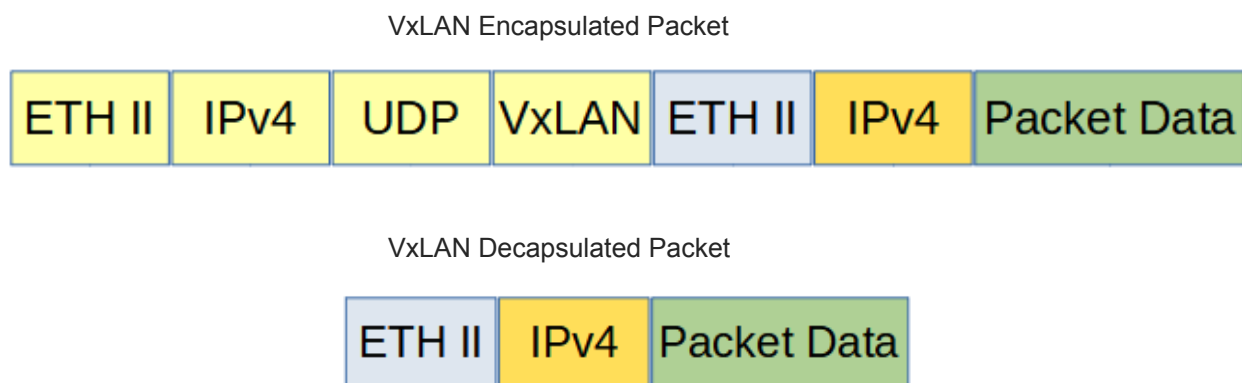 VxLAN Encapsulated Packet
ETH II IPv4 UDP VxLAN ETH II IPv4 Packet Data
VxLAN Decapsulated Packet
ETH II IPv4 Packet Data